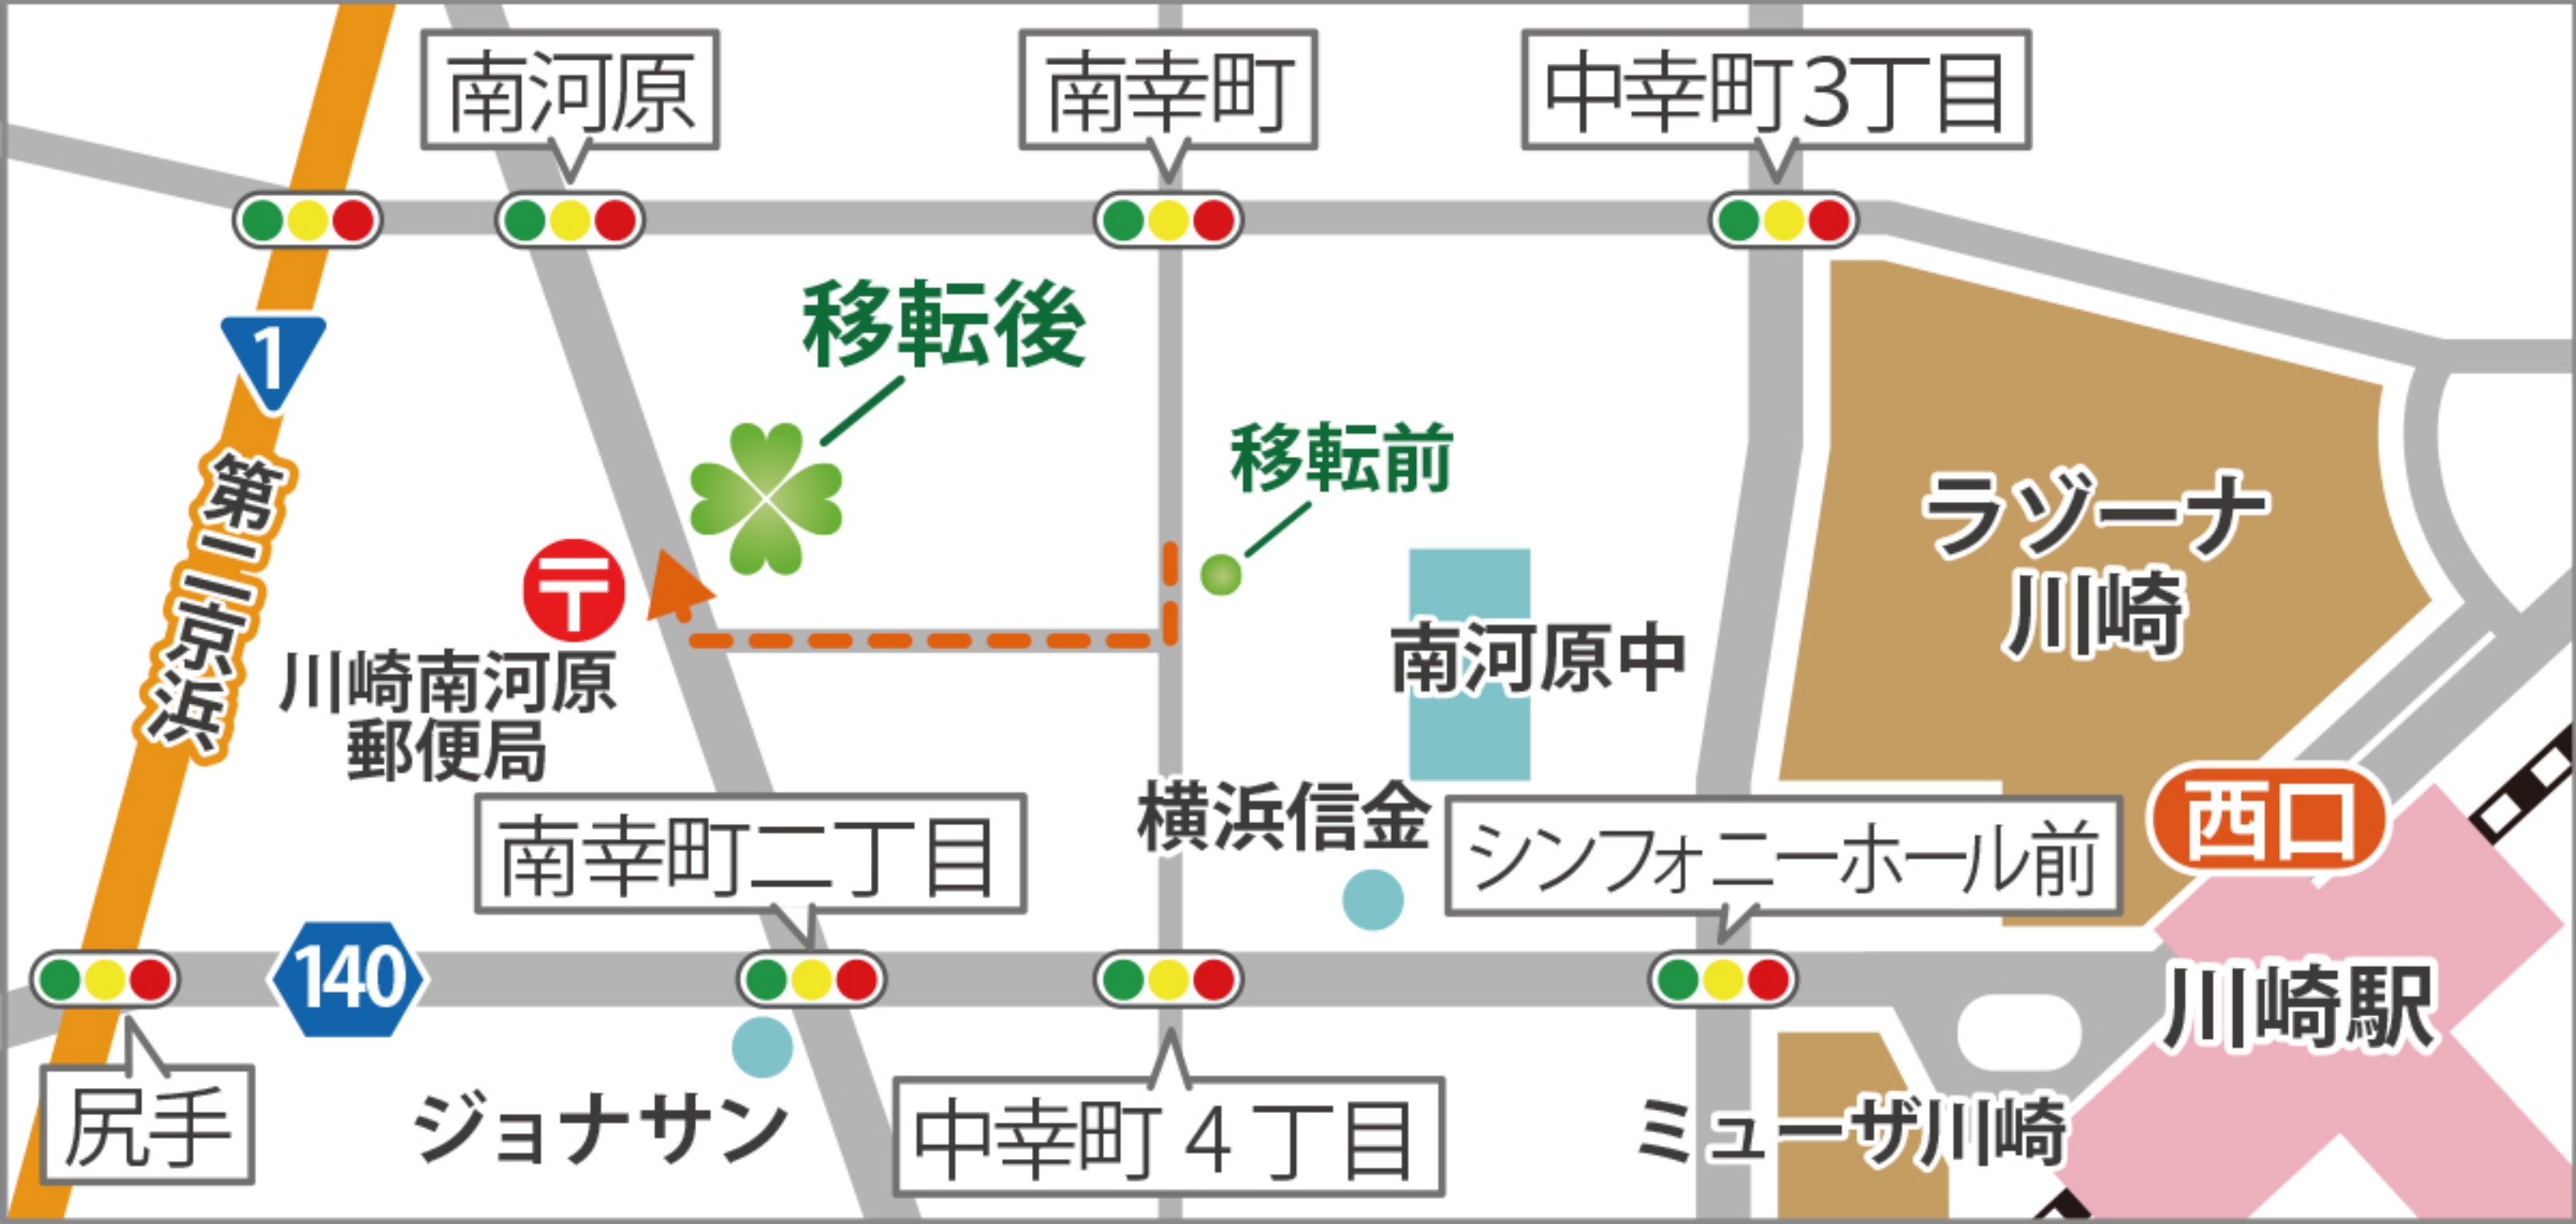 南河原
南幸町
中幸町3丁目
移転後
1
移転前
第二京浜
ラゾーナ
川崎
〒
川崎南河原
郵便局
南河原中
横浜信金
西口
南幸町二丁目
シンフォニーホール前
140
川崎駅
尻手
ジョナサン
中幸町4丁目
ミューザ川崎